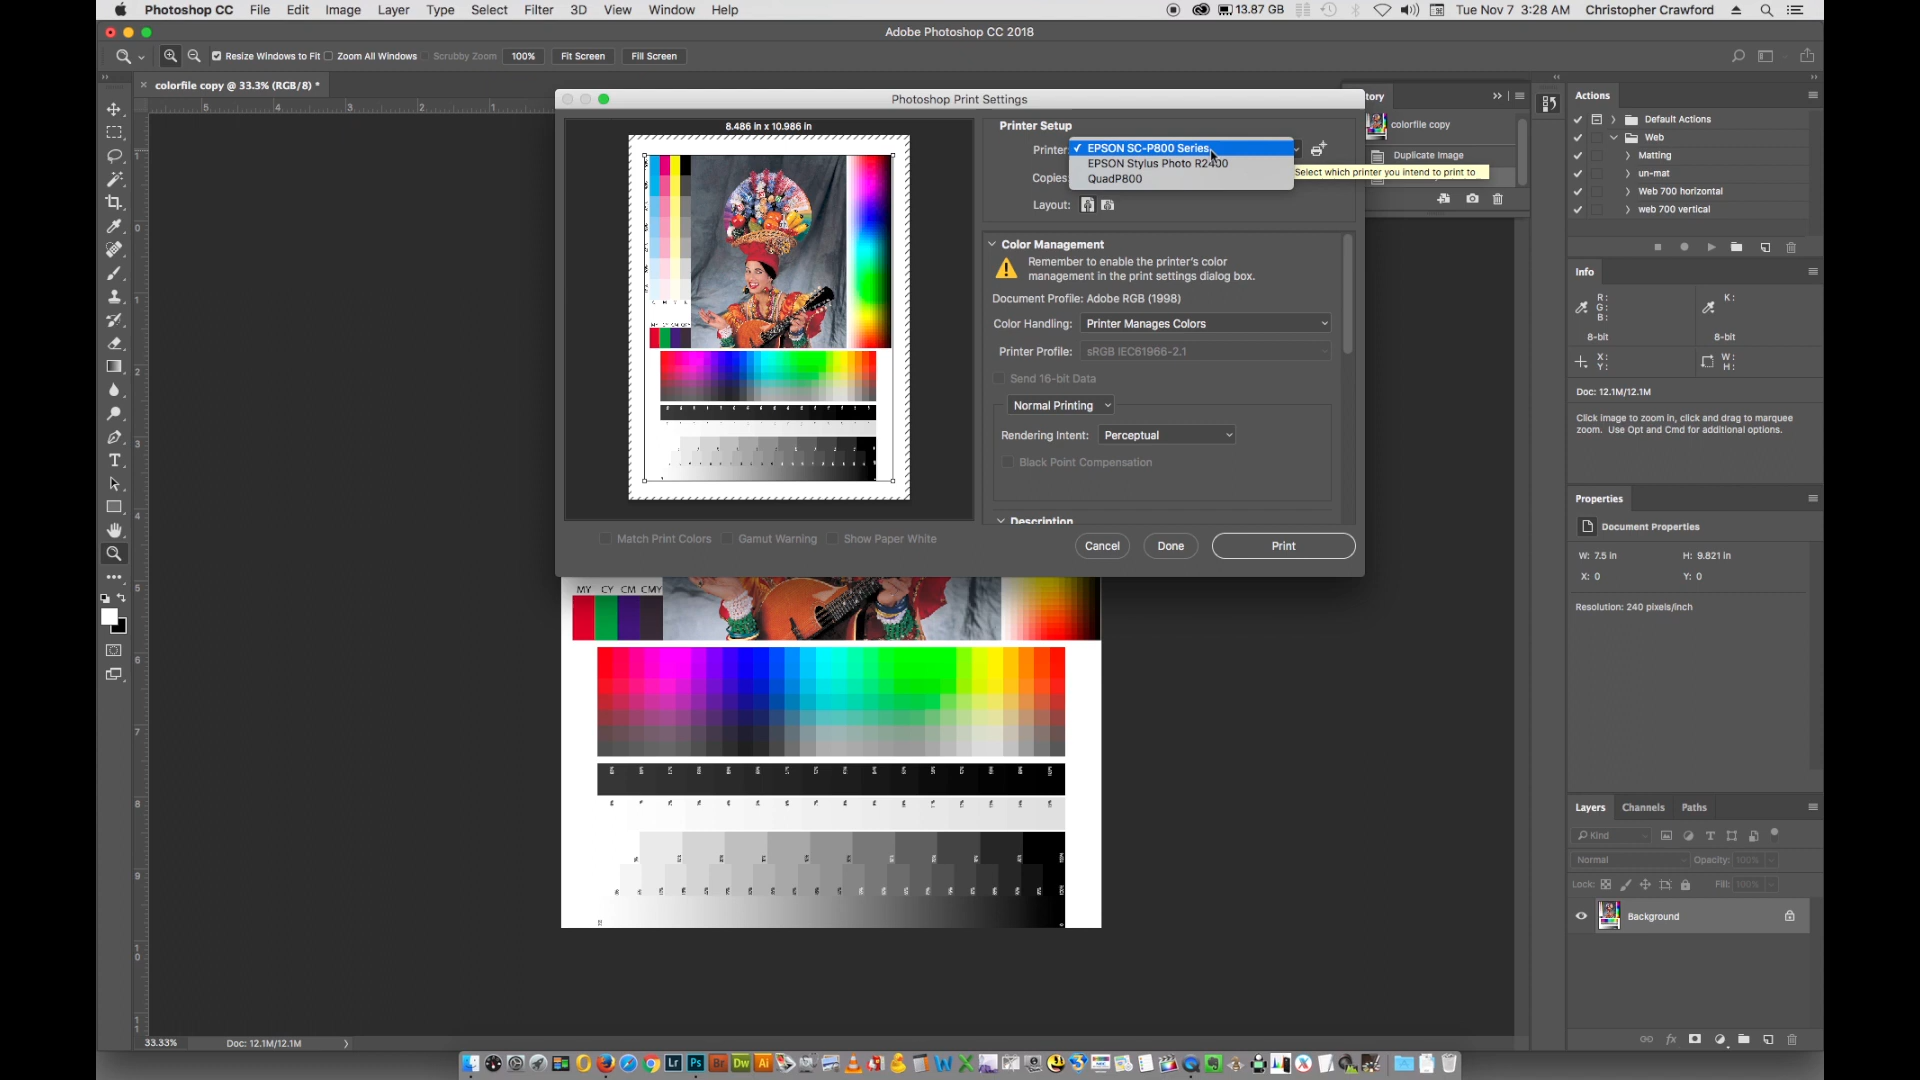 Photoshop CC File Edit Image Layer Type Select Filter 3D View Window Help 13.87 GB Tue Nov 7 3:28 AM Christopher Crawford
Adobe Photoshop CC 2018
Resize Windows to Fit Zoom All Windows Scrubby Zoom 100% Fit Screen Fill Screen
colorfile copy @ 33.3% (RGB/8) *
Photoshop Print Settings
8.486 in x 10.986 in
Printer Setup
Printer: EPSON SC-P800 Series
EPSON Stylus Photo R2400
QuadP800
Select which printer you intend to print to
Copies:
Layout:
Color Management
Remember to enable the printer's color
management in the print settings dialog box.
Document Profile: Adobe RGB (1998)
Color Handling: Printer Manages Colors
Printer Profile: sRGB IEC61966-2.1
Send 16-bit Data
Normal Printing
Rendering Intent: Perceptual
Black Point Compensation
Description
Match Print Colors Gamut Warning Show Paper White
Cancel Done Print
MY CY CM CMY
tory
colorfile copy
Duplicate Image
Actions
Default Actions
Web
Matting
un-mat
Web 700 horizontal
web 700 vertical
Info
R:
G:
B:
K:
8-bit 8-bit
X:
Y:
W:
H:
Doc: 12.1M/12.1M
Click image to zoom in, click and drag to marquee
zoom. Use Opt and Cmd for additional options.
Properties
Document Properties
W: 7.5 in H: 9.821 in
X: 0 Y: 0
Resolution: 240 pixels/inch
Layers Channels Paths
Kind
Normal Opacity: 100%
Lock: Fill: 100%
Background
33.33% Doc: 12.1M/12.1M
Lr Ps Br Dw Ai